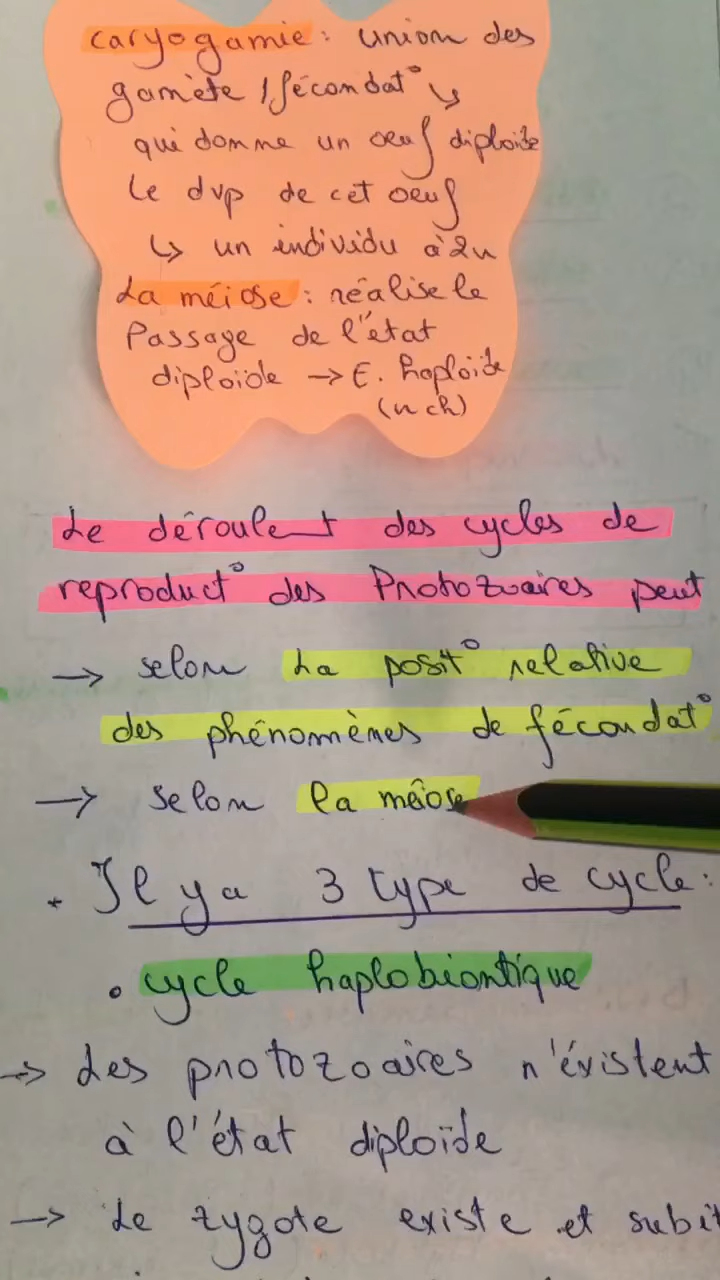 caryogamie : union des
gamète / fécondat° ↳
qui donne un oeuf diploïde
Le dvp de cet oeuf
↳ un individu à 2n
La méiose : réalise le
Passage de l'état
diploïde → E. haploïde
(n ch)
Le déroulent des cycles de
reproduct° des Protozoaires peut
→ selon La posit° relative
des phénomènes de fécondat°
→ selon la méiose
. Il y a 3 type de cycle :
• cycle haplobiontique
→ Les protozoaires n'éxistent
à l'état diploïde
→ Le zygote existe et subit